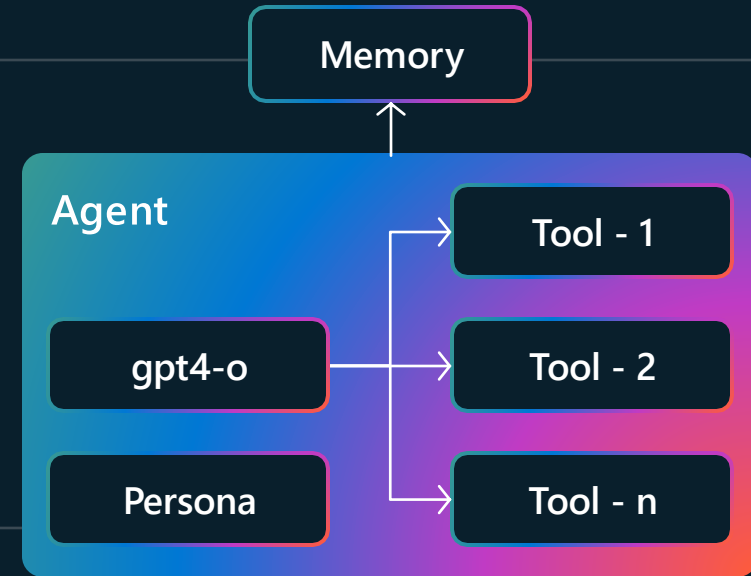 Memory
Agent
Tool - 1
gpt4-o
Tool - 2
Persona
Tool - n